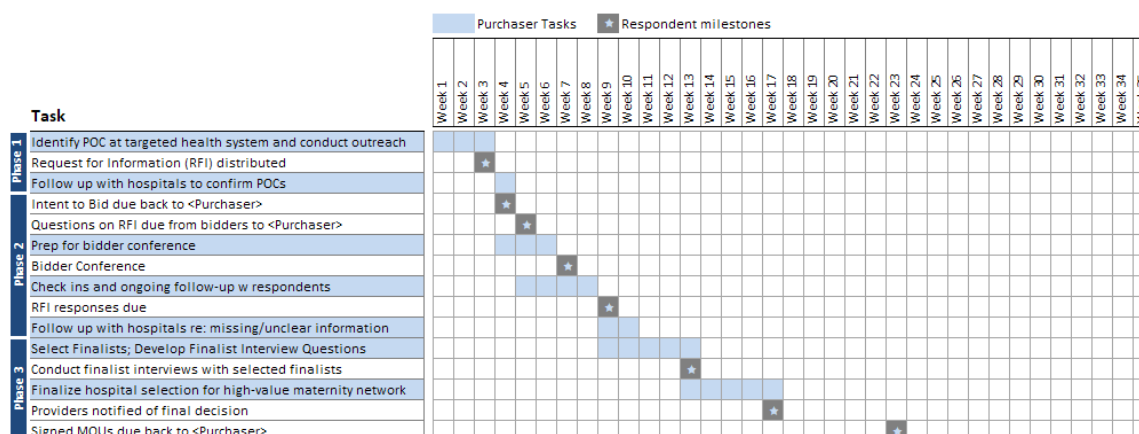 Purchaser Tasks
Respondent milestones
Task
Week 1
Week 2
Week 3
Week 4
Week 5
Week 6
Week 7
Week 8
Week 9
Week 10
Week 11
Week 12
Week 13
Week 14
Week 15
Week 16
Week 17
Week 18
Week 19
Week 20
Week 21
Week 22
Week 23
Week 24
Week 25
Week 26
Week 27
Week 28
Week 29
Week 30
Week 31
Week 32
Week 33
Week 34
Phase 1
Identify POC at targeted health system and conduct outreach
Request for Information (RFI) distributed
Follow up with hospitals to confirm POCs
Phase 2
Intent to Bid due back to <Purchaser>
Questions on RFI due from bidders to <Purchaser>
Prep for bidder conference
Bidder Conference
Check ins and ongoing follow-up w respondents
RFI responses due
Follow up with hospitals re: missing/unclear information
Phase 3
Select Finalists; Develop Finalist Interview Questions
Conduct finalist interviews with selected finalists
Finalize hospital selection for high-value maternity network
Providers notified of final decision
Signed MOUs due back to <Purchaser>